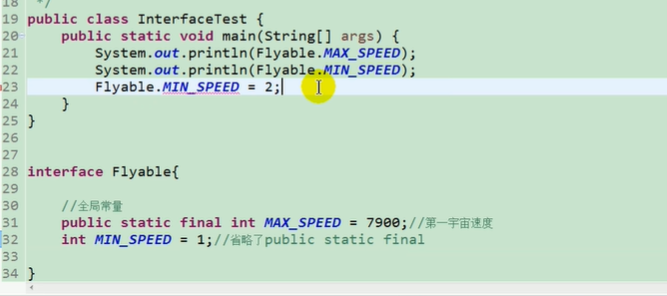 18 */
19 public class InterfaceTest {
20 public static void main(String[] args) {
21 System.out.println(Flyable.MAX_SPEED);
22 System.out.println(Flyable.MIN_SPEED);
23 Flyable.MIN_SPEED = 2;
24 }
25 }
26
27
28 interface Flyable{
29
30 //全局常量
31 public static final int MAX_SPEED = 7900;//第一宇宙速度
32 int MIN_SPEED = 1;//省略了public static final
33
34 }